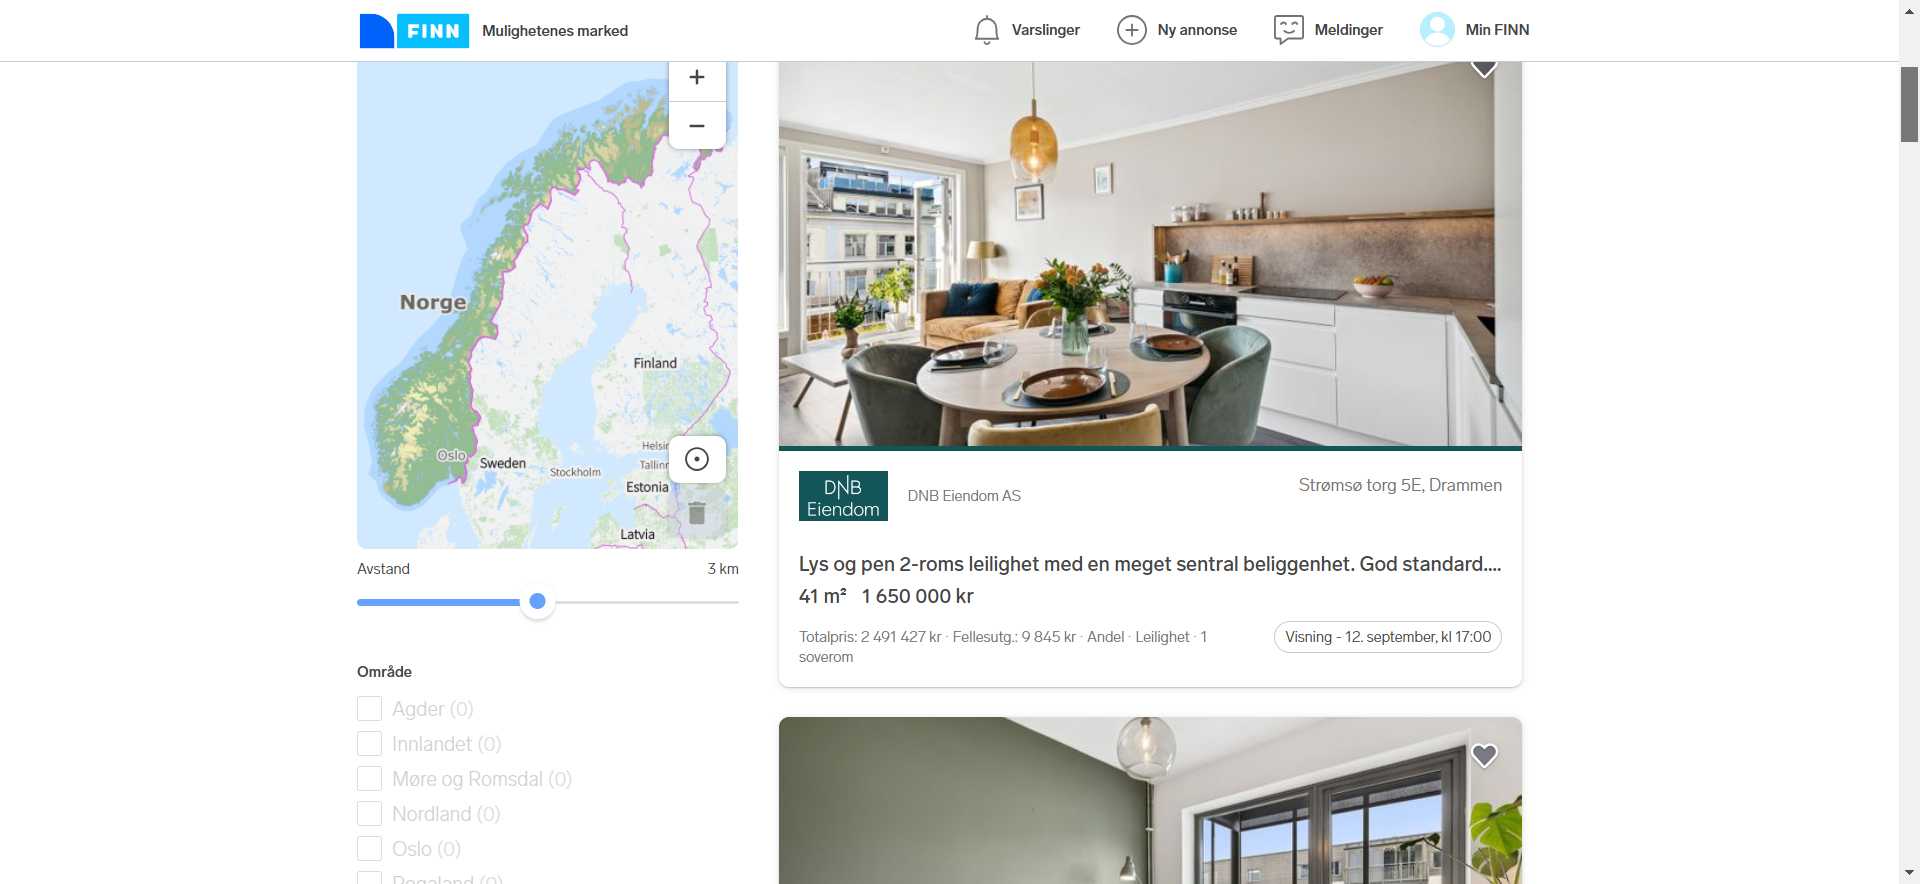 FINN
Mulighetenes marked
Varslinger
Ny annonse
Meldinger
Min FINN
+
−
Norge
Finland
Oslo
Sweden
Stockholm
Estonia
Latvia
Avstand
3 km
Område
Agder (0)
Innlandet (0)
Møre og Romsdal (0)
Nordland (0)
Oslo (0)
Rogaland (0)
DNB
Eiendom
DNB Eiendom AS
Strømsø torg 5E, Drammen
Lys og pen 2-roms leilighet med en meget sentral beliggenhet. God standard....
41 m² 1 650 000 kr
Totalpris: 2 491 427 kr · Fellesutg.: 9 845 kr · Andel · Leilighet · 1
soverom
Visning - 12. september, kl 17:00